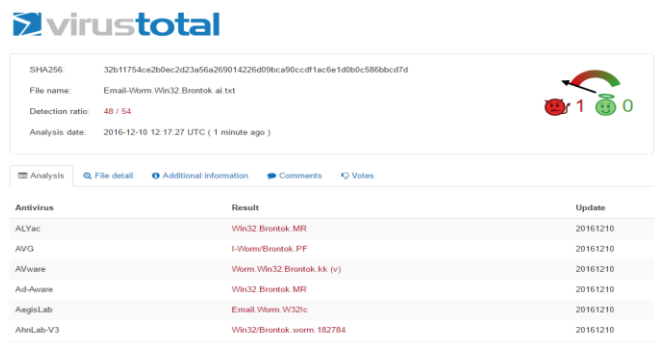 virustotal
SHA256: 32b11754ce2b0ec2d23a56a269014226d09bca90ccdf1ac6e1d0b0c586bbcd7d
File name: Email-Worm.Win32.Brontok.al.txt
Detection ratio: 48 / 54
Analysis date: 2016-12-10 12:17:27 UTC ( 1 minute ago )
1 0
Analysis File detail Additional information Comments Votes
Antivirus Result Update
ALYac Win32.Brontok.MR 20161210
AVG I-Worm/Brontok.PF 20161210
AVware Worm.Win32.Brontok.kk (v) 20161210
Ad-Aware Win32.Brontok.MR 20161210
AegisLab Email.Worm.W32!c 20161210
AhnLab-V3 Win32/Brontok.worm.182784 20161210